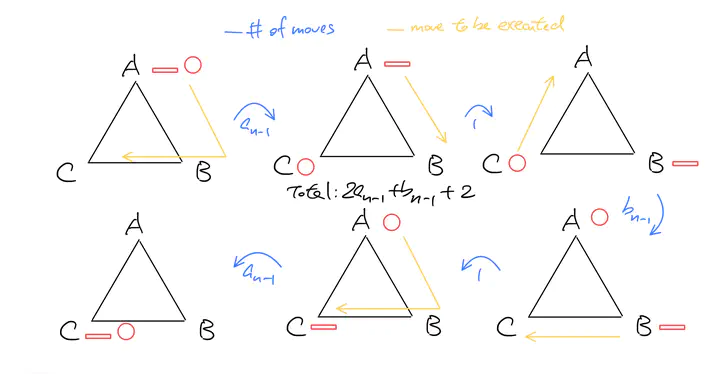 — # of moves — move to be executed
A A A
a_{n-1} 1
C B C B C B
Total: 2a_{n-1} + b_{n-1} + 2
b_{n-1}
A A A
a_{n-1} 1
C B C B C B